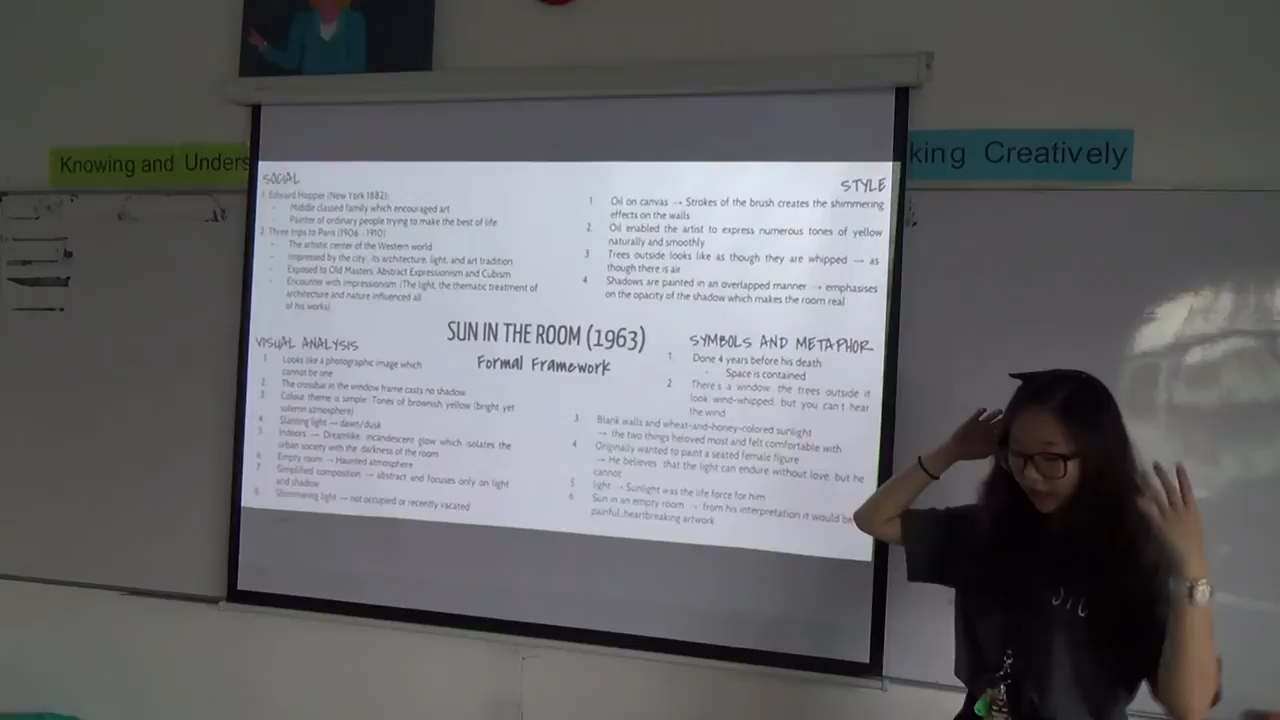 Knowing and Unders
king Creatively
SOCIAL
1. Edward Hopper (New York 1882):
- Middle classed family which encouraged art
- Painter of ordinary people trying to make the best of life
2. Three trips to Paris (1906 - 1910)
- The artistic center of the Western world
- Impressed by the city, its architecture, light, and art tradition
- Exposed to Old Masters, Abstract Expressionism and Cubism
- Encounter with Impressionism (The light, the thematic treatment of
architecture and nature influenced all
of his works)
STYLE
1. Oil on canvas → Strokes of the brush creates the shimmering
effects on the walls
2. Oil enabled the artist to express numerous tones of yellow
naturally and smoothly
3. Trees outside looks like as though they are whipped → as
though there is air
4. Shadows are painted in an overlapped manner → emphasises
on the opacity of the shadow which makes the room real
SUN IN THE ROOM (1963)
Formal Framework
VISUAL ANALYSIS
1. Looks like a photographic image which
cannot be one
2. The crossbar in the window frame casts no shadow
3. Colour theme is simple: Tones of brownish yellow (bright yet
solemn atmosphere)
4. Slanting light → dawn/dusk
5. Indoors → Dreamlike, incandescent glow which isolates the
urban society with the darkness of the room
6. Empty room → Haunted atmosphere
7. Simplified composition → abstract and focuses only on light
and shadow
8. Shimmering light → not occupied or recently vacated
SYMBOLS AND METAPHOR
1. Done 4 years before his death
- Space is contained
2. There's a window: the trees outside it
look wind-whipped, but you can't hear
the wind
3. Blank walls and wheat-and-honey-colored sunlight
→ the two things beloved most and felt comfortable with
4. Originally wanted to paint a seated female figure
→ He believes that the light can endure without love, but he
cannot
5. light → Sunlight was the life force for him
6. Sun in an empty room → from his interpretation it would be
painful, heartbreaking artwork